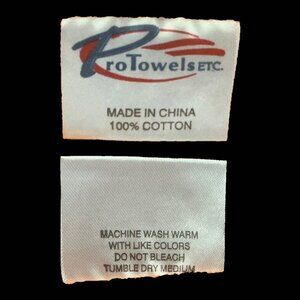 ProTowels ETC.
MADE IN CHINA
100% COTTON
MACHINE WASH WARM
WITH LIKE COLORS
DO NOT BLEACH
TUMBLE DRY MEDIUM